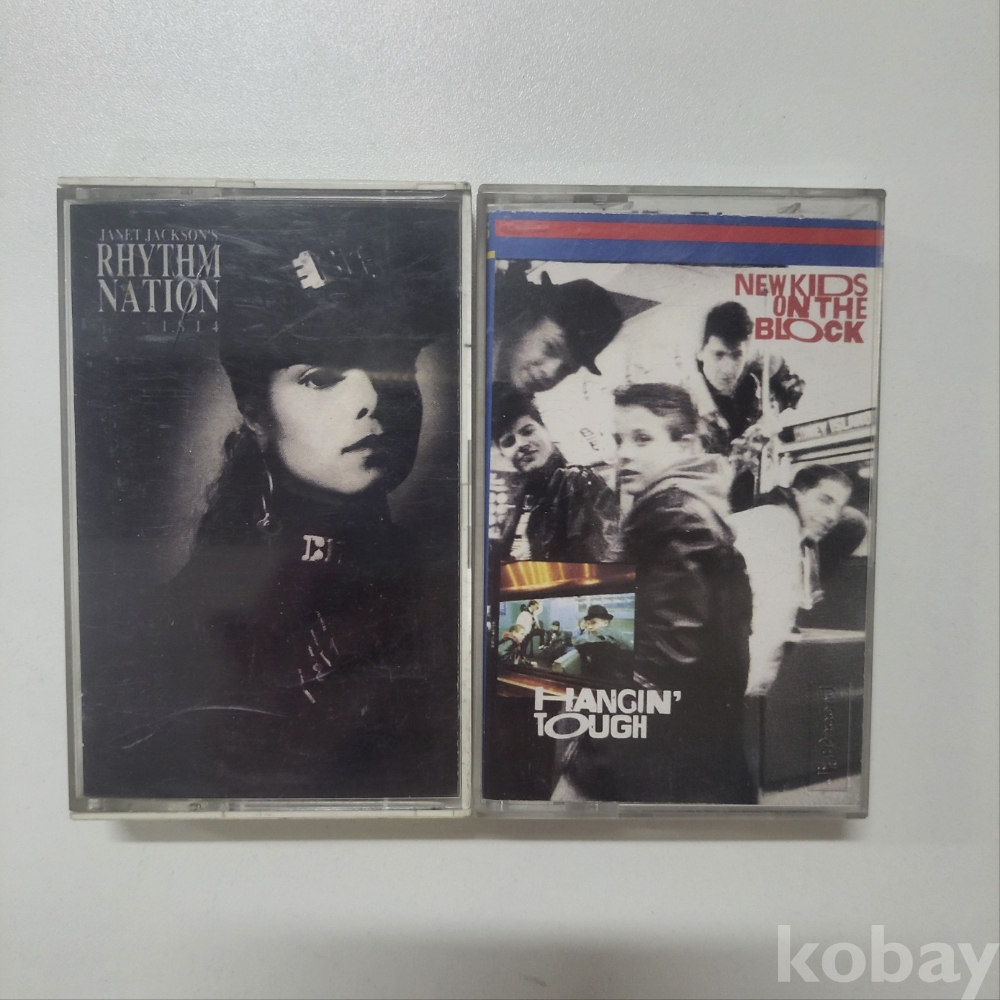 JANET JACKSON'S
RHYTHM
NATION
1814
NEW KIDS
ON THE
BLOCK
HANGIN'
TOUGH
kobay